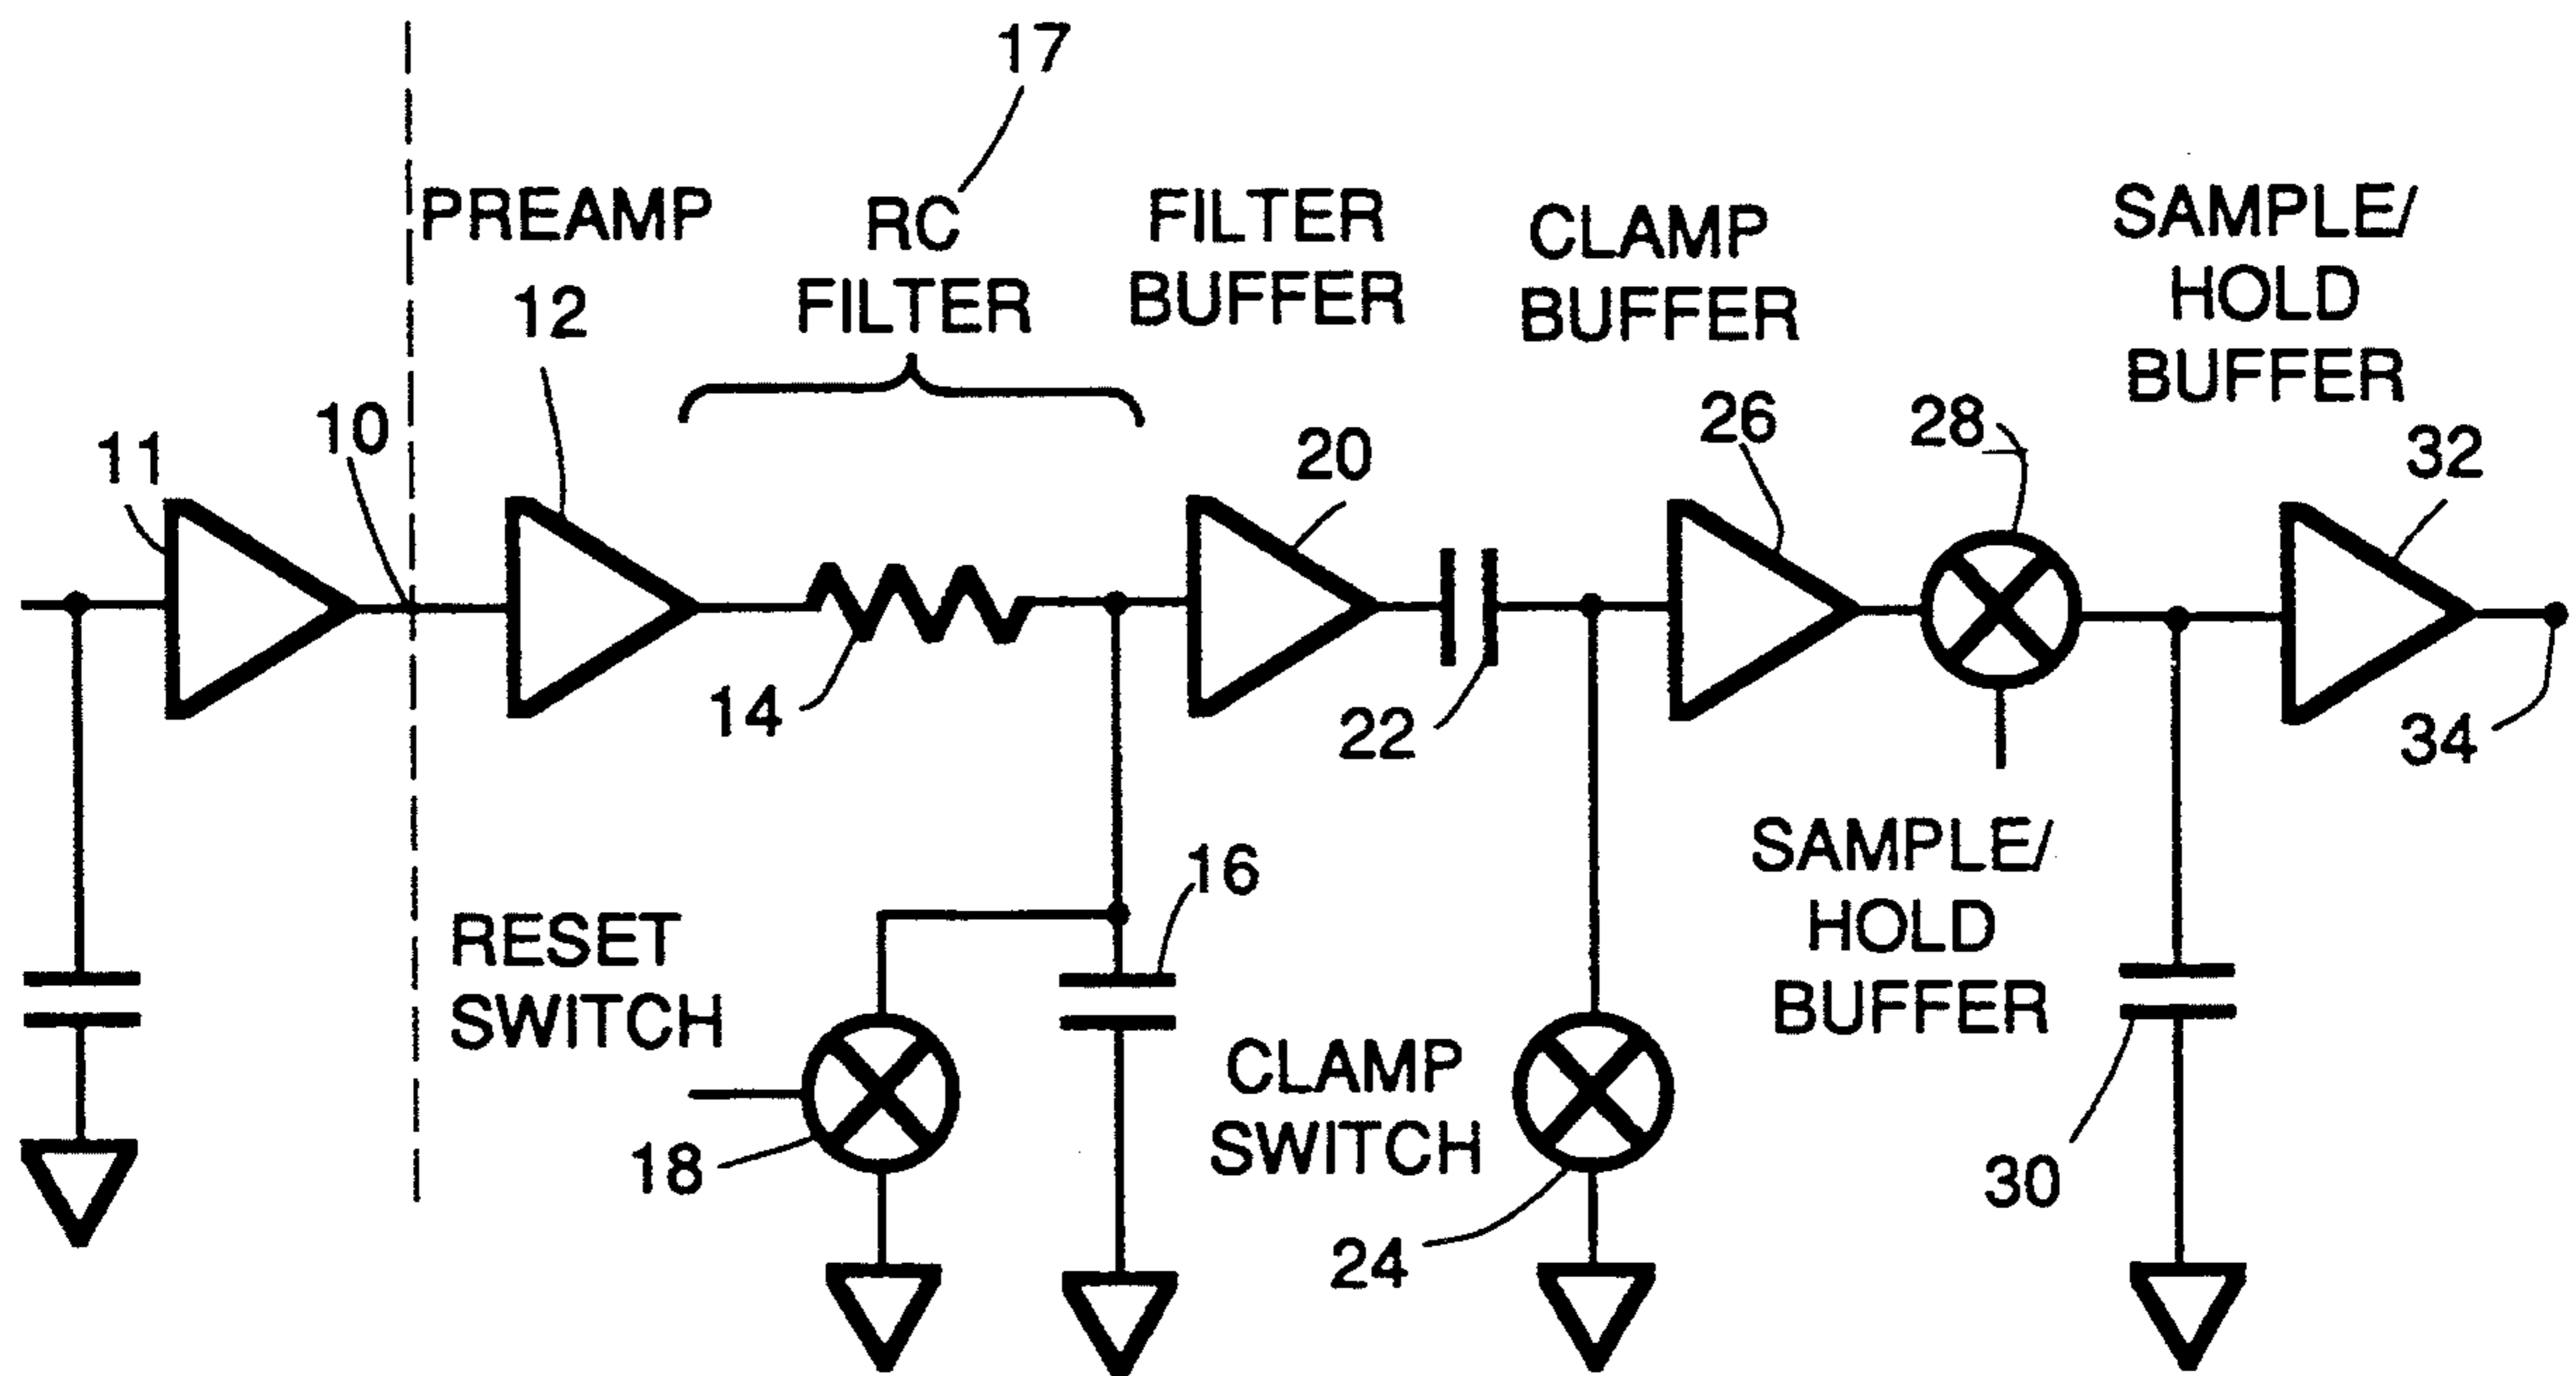 17
PREAMP
12
RC
FILTER
FILTER
BUFFER
CLAMP
BUFFER
SAMPLE/
HOLD
BUFFER
11
10
20
26
28
32
14
22
34
RESET
SWITCH
18
16
CLAMP
SWITCH
24
SAMPLE/
HOLD
BUFFER
30